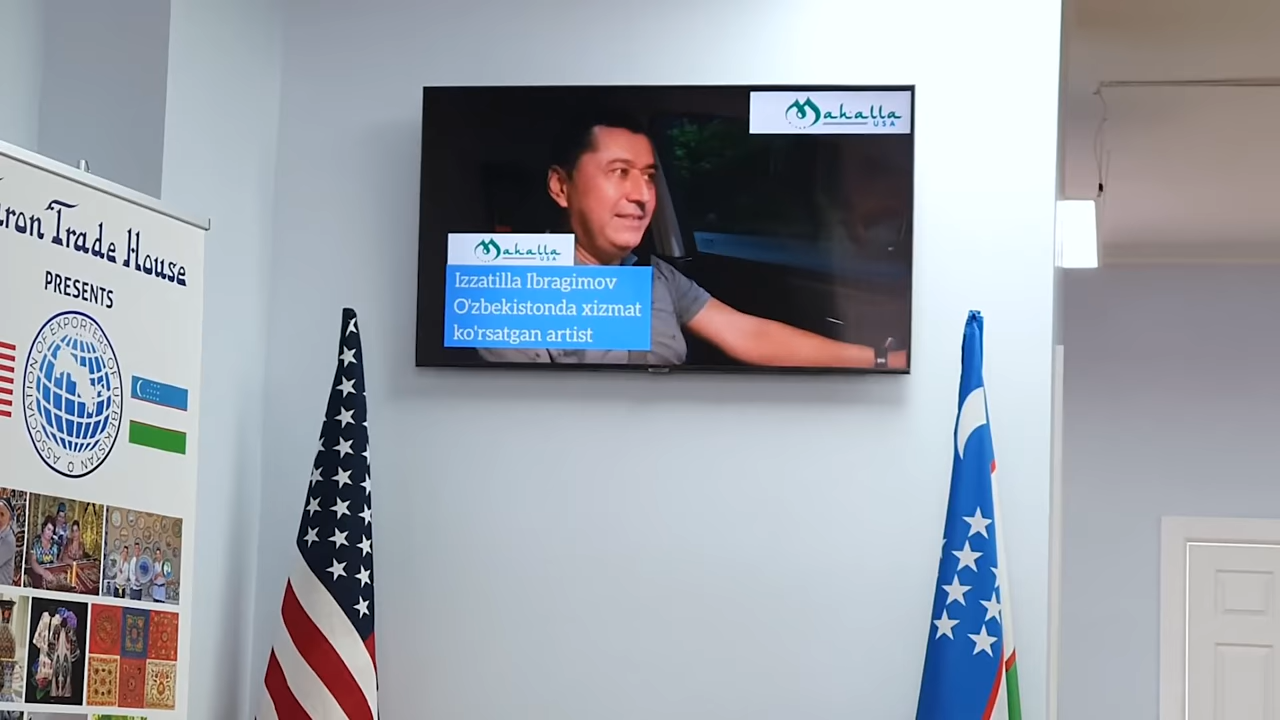 Trade House
PRESENTS
ASSOCIATION OF EXPORTERS OF UZBEKISTAN
Mahalla
USA
Mahalla
USA
Izzatilla Ibragimov
O'zbekistonda xizmat
ko'rsatgan artist